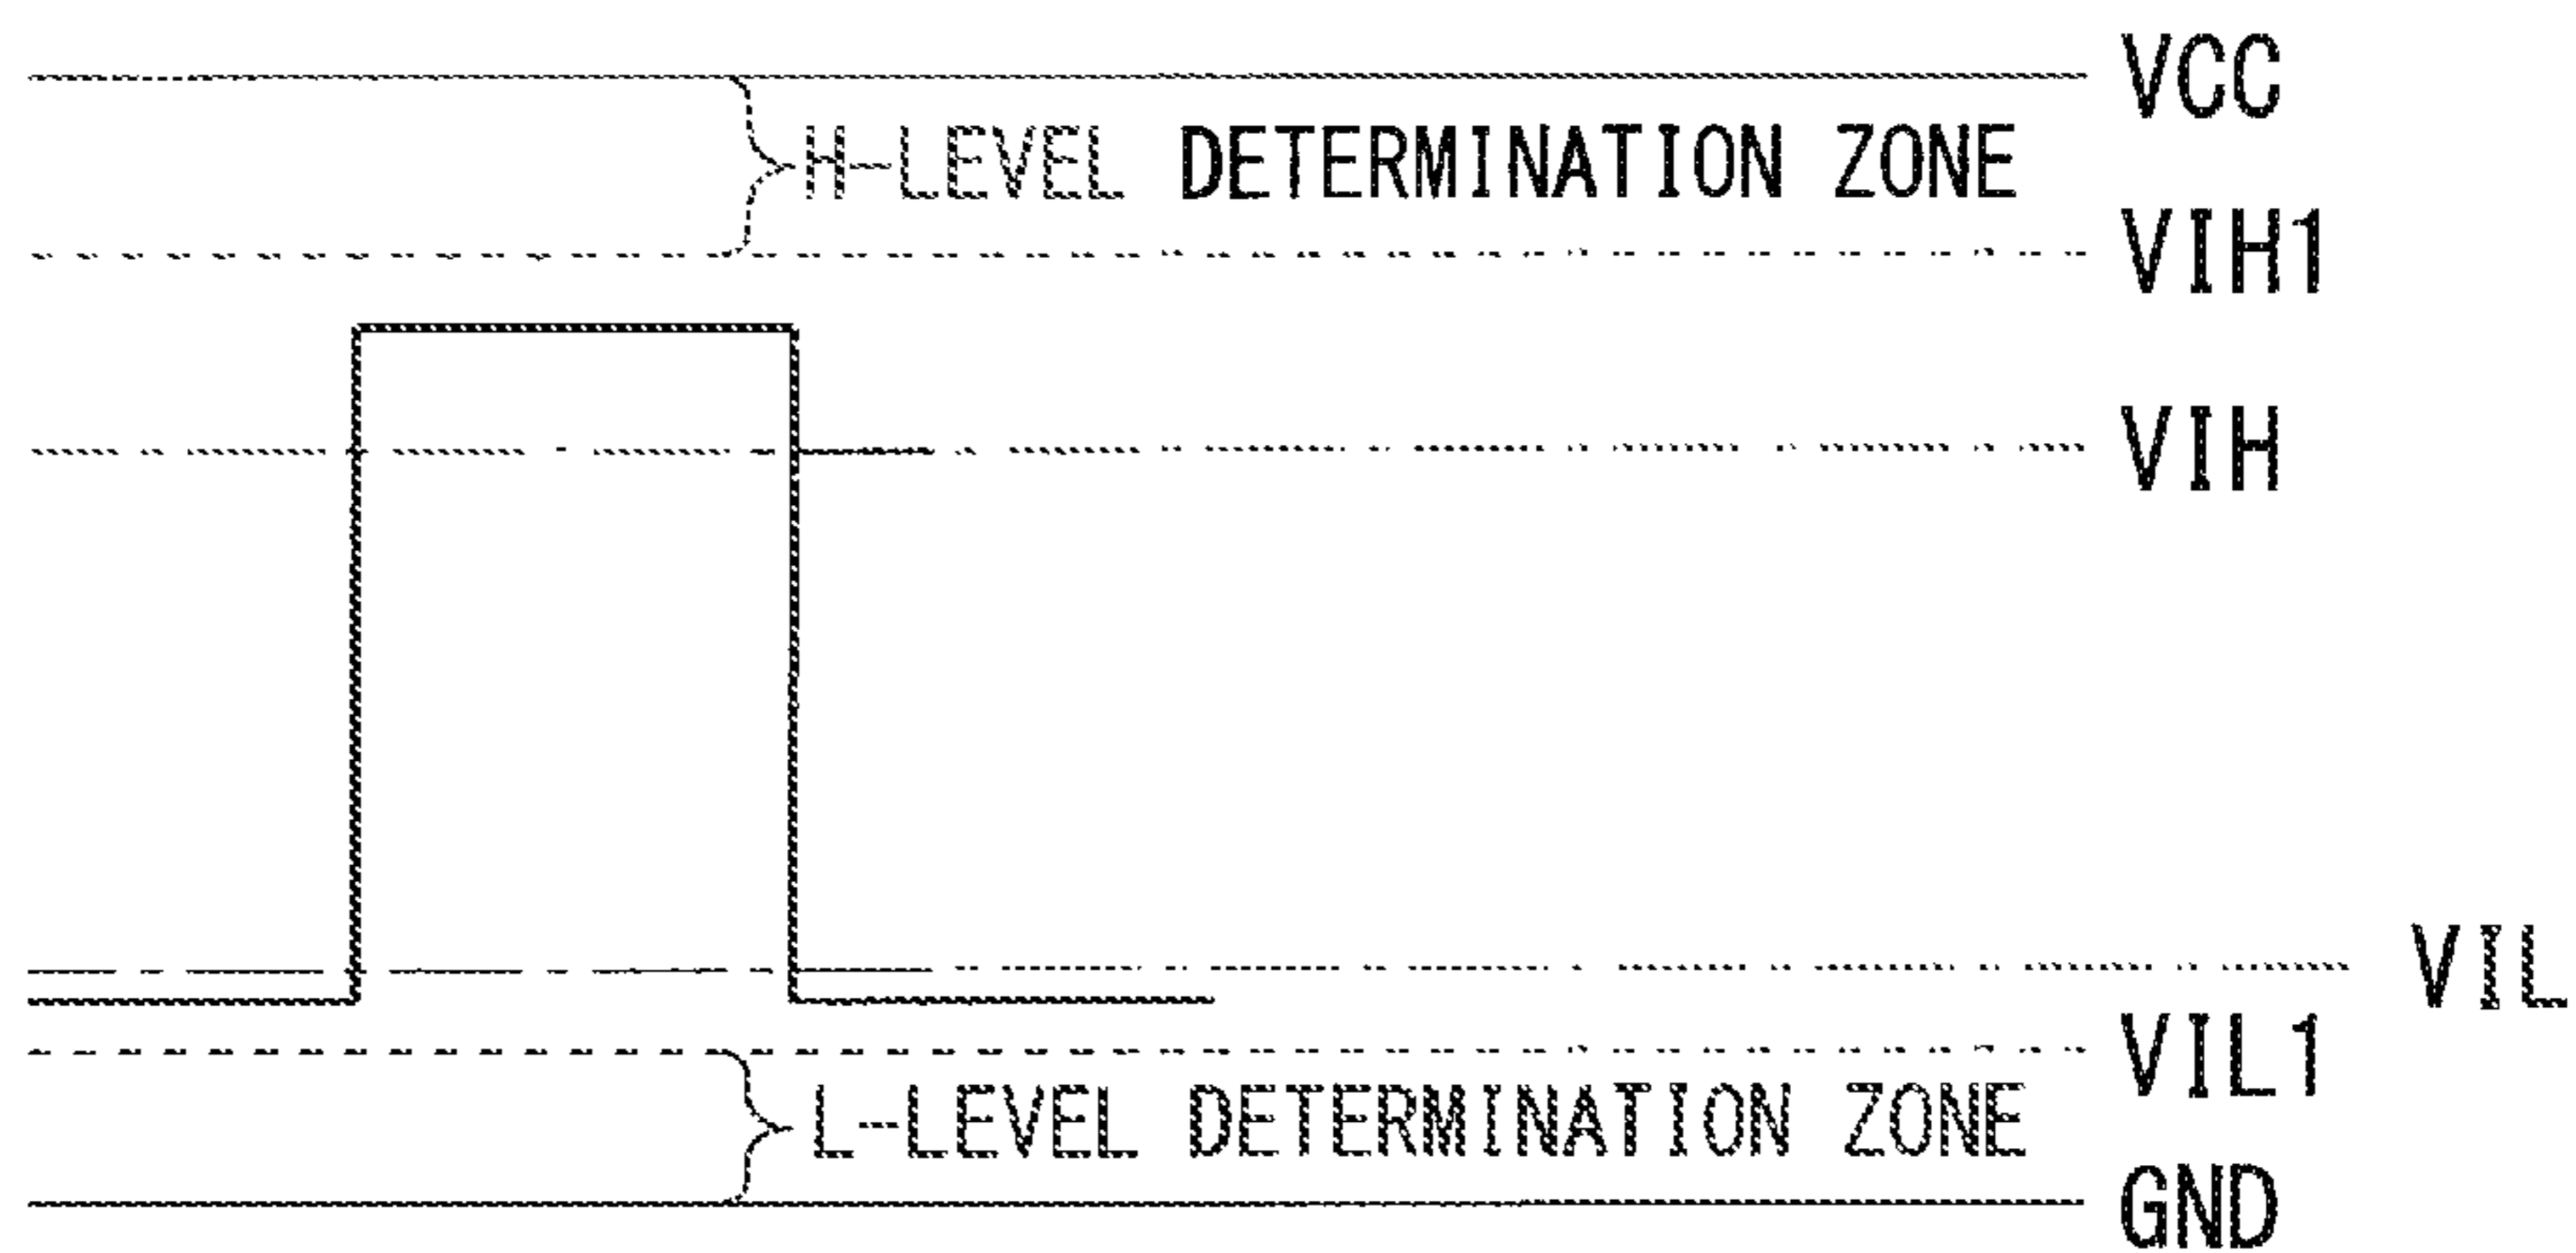 VCC
H-LEVEL DETERMINATION ZONE
VIH1
VIH
VIL
VIL1
L-LEVEL DETERMINATION ZONE
GND